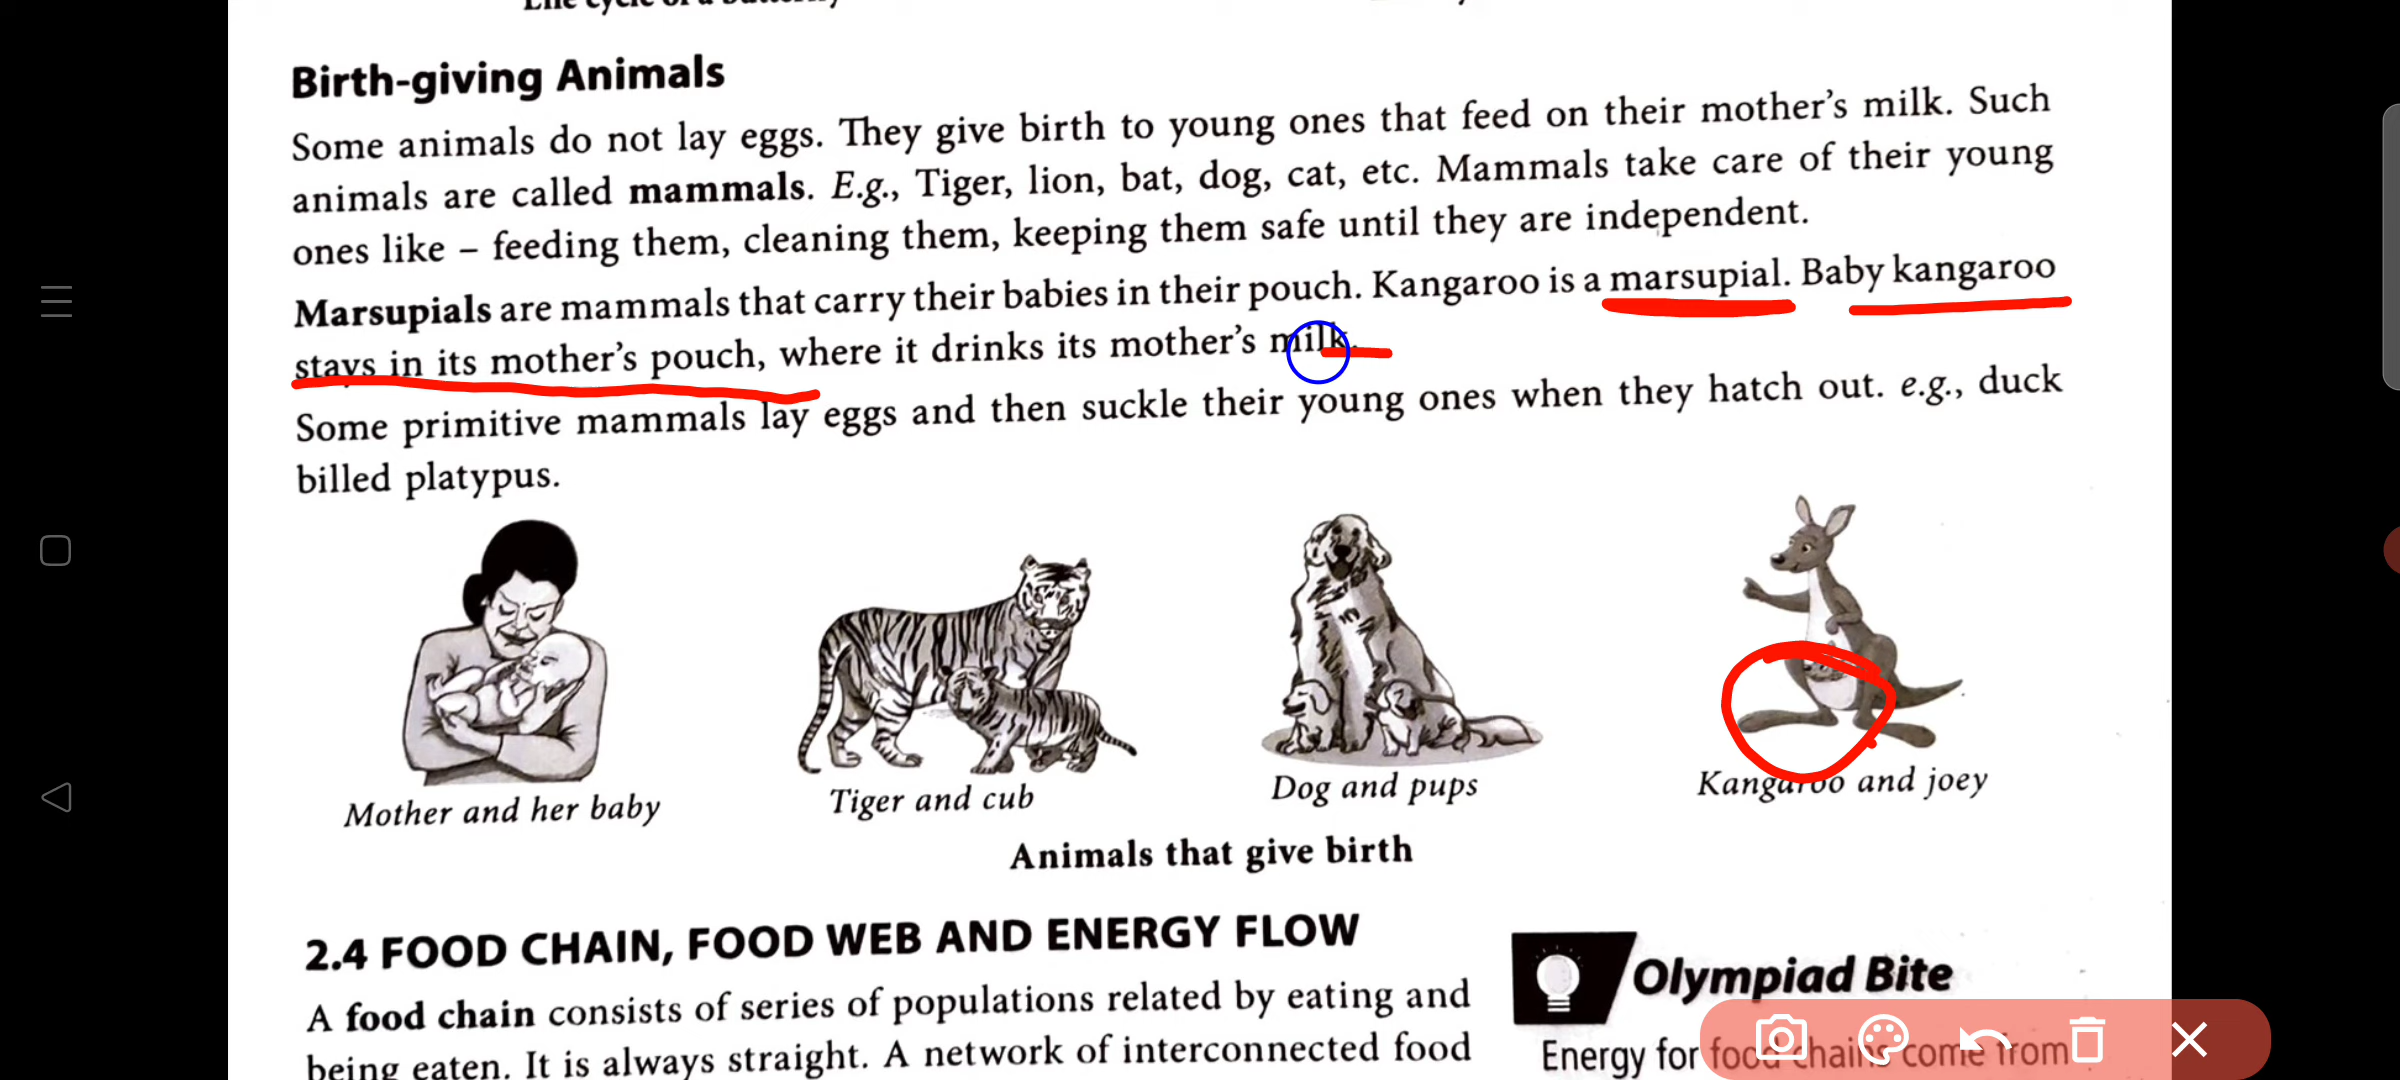 Birth-giving Animals
Some animals do not lay eggs. They give birth to young ones that feed on their mother's milk. Such
animals are called mammals. E.g., Tiger, lion, bat, dog, cat, etc. Mammals take care of their young
ones like – feeding them, cleaning them, keeping them safe until they are independent.
Marsupials are mammals that carry their babies in their pouch. Kangaroo is a marsupial. Baby kangaroo
stays in its mother's pouch, where it drinks its mother's milk.
Some primitive mammals lay eggs and then suckle their young ones when they hatch out. e.g., duck
billed platypus.
Mother and her baby
Tiger and cub
Dog and pups
Kangaroo and joey
Animals that give birth
2.4 FOOD CHAIN, FOOD WEB AND ENERGY FLOW
A food chain consists of series of populations related by eating and
being eaten. It is always straight. A network of interconnected food
Olympiad Bite
Energy for food chains come from